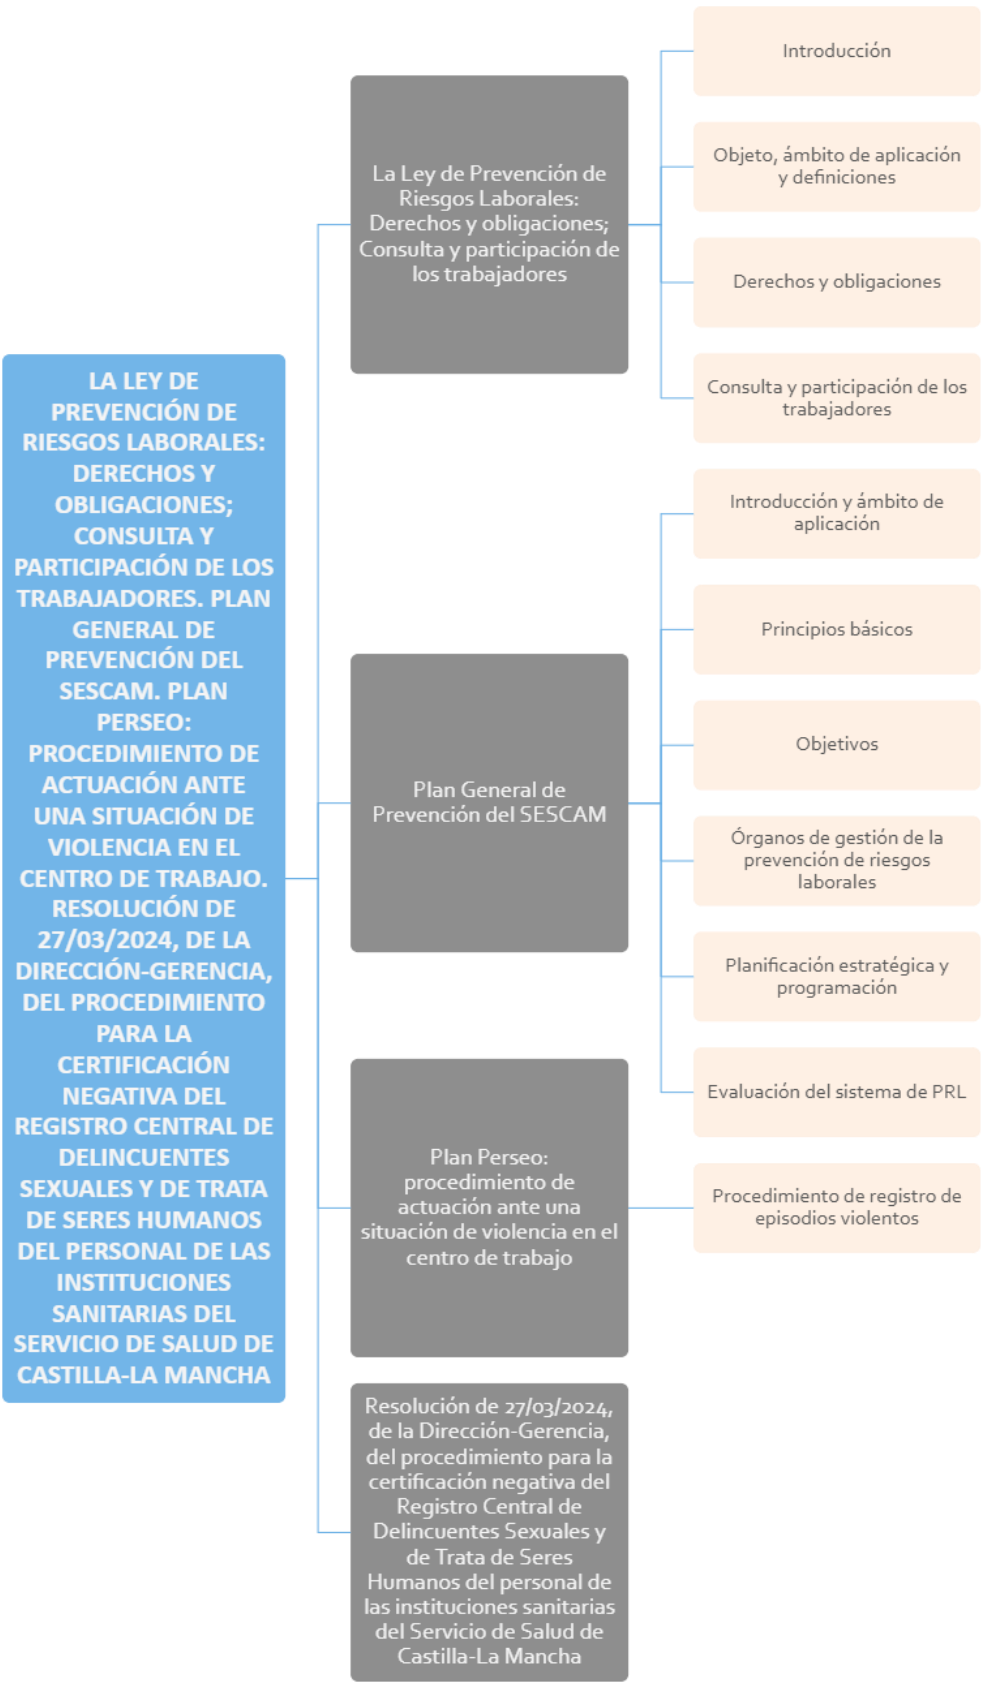 LA LEY DE
PREVENCIÓN DE
RIESGOS LABORALES:
DERECHOS Y
OBLIGACIONES;
CONSULTA Y
PARTICIPACIÓN DE LOS
TRABAJADORES. PLAN
GENERAL DE
PREVENCIÓN DEL
SESCAM. PLAN
PERSEO:
PROCEDIMIENTO DE
ACTUACIÓN ANTE
UNA SITUACIÓN DE
VIOLENCIA EN EL
CENTRO DE TRABAJO.
RESOLUCIÓN DE
27/03/2024, DE LA
DIRECCIÓN-GERENCIA,
DEL PROCEDIMIENTO
PARA LA
CERTIFICACIÓN
NEGATIVA DEL
REGISTRO CENTRAL DE
DELINCUENTES
SEXUALES Y DE TRATA
DE SERES HUMANOS
DEL PERSONAL DE LAS
INSTITUCIONES
SANITARIAS DEL
SERVICIO DE SALUD DE
CASTILLA-LA MANCHA
La Ley de Prevención de
Riesgos Laborales:
Derechos y obligaciones;
Consulta y participación de
los trabajadores
Introducción
Objeto, ámbito de aplicación
y definiciones
Derechos y obligaciones
Consulta y participación de los
trabajadores
Plan General de
Prevención del SESCAM
Introducción y ámbito de
aplicación
Principios básicos
Objetivos
Órganos de gestión de la
prevención de riesgos
laborales
Planificación estratégica y
programación
Evaluación del sistema de PRL
Plan Perseo:
procedimiento de
actuación ante una
situación de violencia en el
centro de trabajo
Procedimiento de registro de
episodios violentos
Resolución de 27/03/2024,
de la Dirección-Gerencia,
del procedimiento para la
certificación negativa del
Registro Central de
Delincuentes Sexuales y
de Trata de Seres
Humanos del personal de
las instituciones sanitarias
del Servicio de Salud de
Castilla-La Mancha